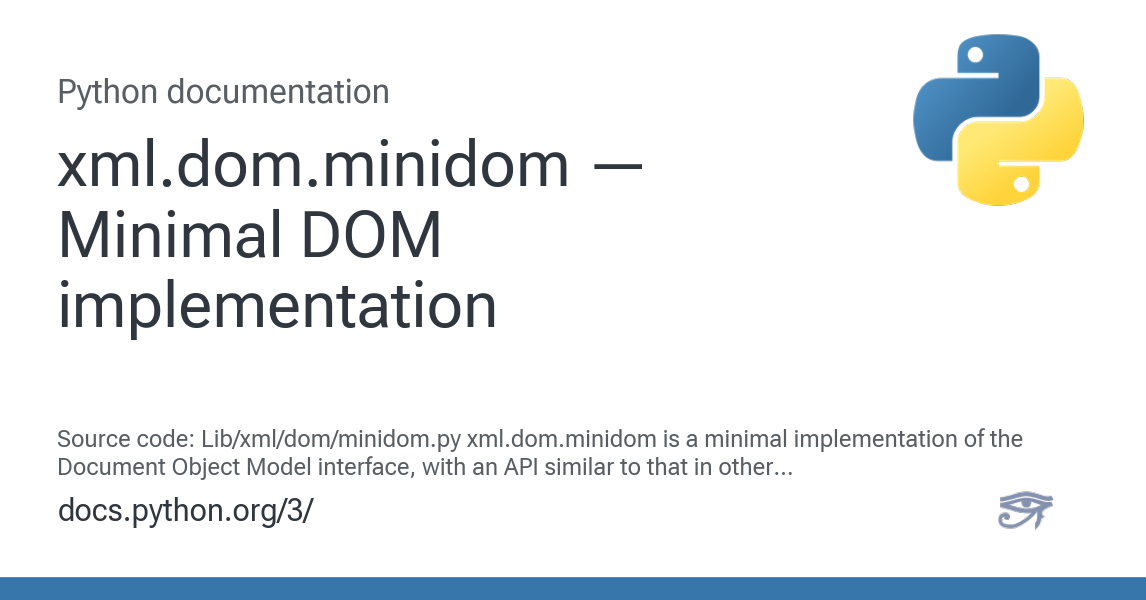 Python documentation
xml.dom.minidom —
Minimal DOM
implementation
Source code: Lib/xml/dom/minidom.py xml.dom.minidom is a minimal implementation of the
Document Object Model interface, with an API similar to that in other...
docs.python.org/3/